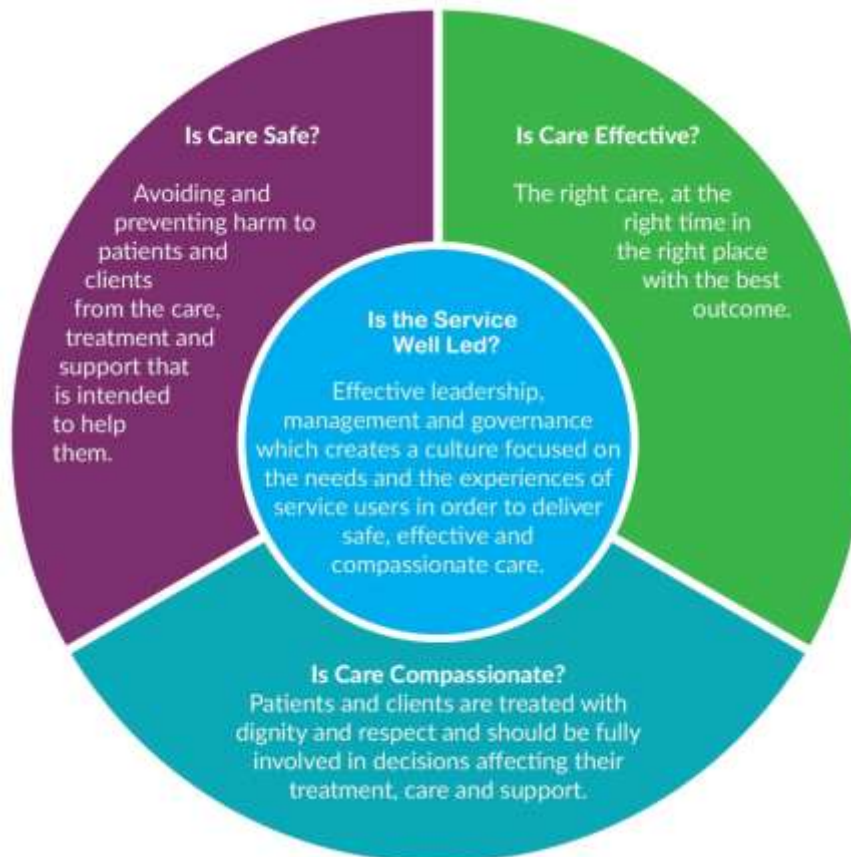 Is Care Safe?
Avoiding and
preventing harm to
patients and
clients
from the care,
treatment and
support that
is intended
to help
them.
Is Care Effective?
The right care, at the
right time in
the right place
with the best
outcome.
Is the Service
Well Led?
Effective leadership,
management and governance
which creates a culture focused on
the needs and the experiences of
service users in order to deliver
safe, effective and
compassionate care.
Is Care Compassionate?
Patients and clients are treated with
dignity and respect and should be fully
involved in decisions affecting their
treatment, care and support.